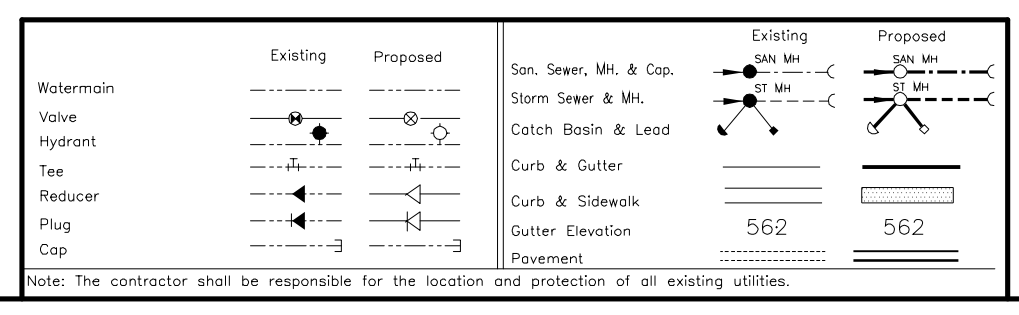 Existing Proposed
Watermain
Valve
Hydrant
Tee
Reducer
Plug
Cap
Existing Proposed
San. Sewer, MH. & Cap. SAN MH SAN MH
Storm Sewer & MH. ST MH ST MH
Catch Basin & Lead
Curb & Gutter
Curb & Sidewalk
Gutter Elevation 562 562
Pavement
Note: The contractor shall be responsible for the location and protection of all existing utilities.